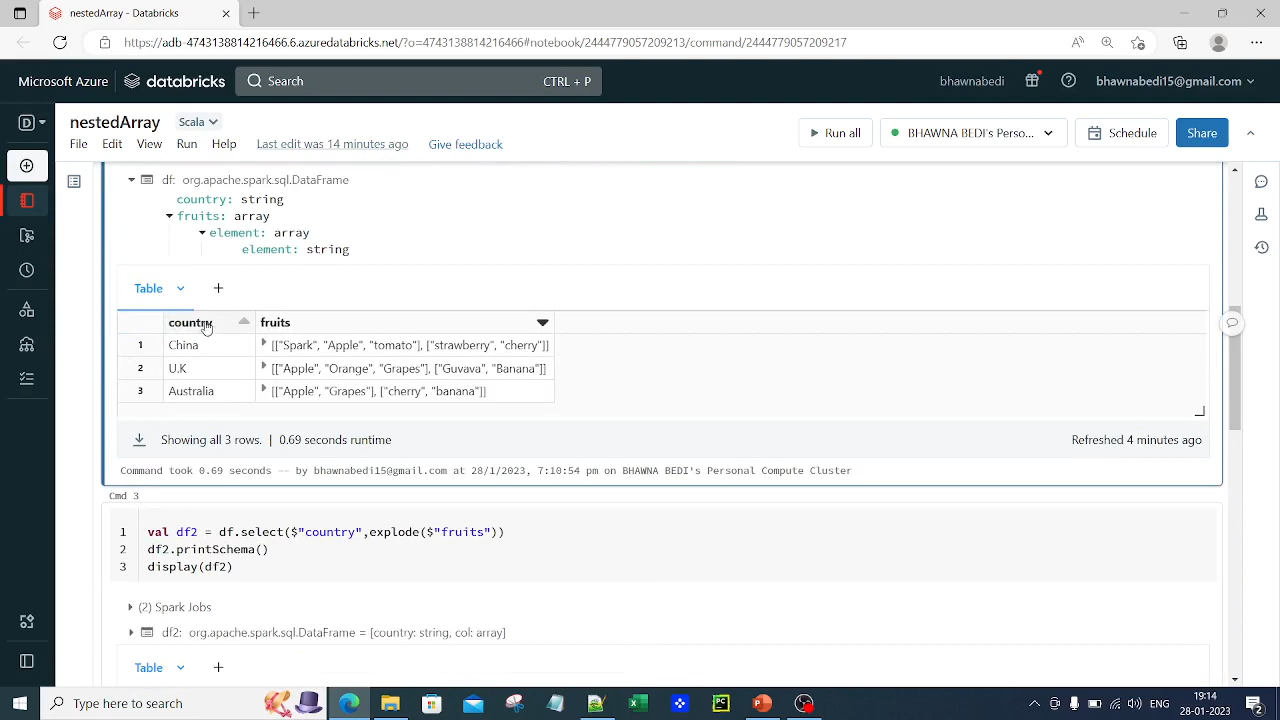 nestedArray - Databricks
https://adb-4743138814216466.6.azuredatabricks.net/?o=4743138814216466#notebook/2444779057209213/command/2444779057209217
Microsoft Azure databricks Search CTRL + P bhawnabedi bhawnabedi15@gmail.com
D
nestedArray Scala
File Edit View Run Help Last edit was 14 minutes ago Give feedback
Run all BHAWNA BEDI's Perso... Schedule Share
df: org.apache.spark.sql.DataFrame
country: string
fruits: array
element: array
element: string
Table +
country fruits
1 China [["Spark", "Apple", "tomato"], ["strawberry", "cherry"]]
2 U.K [["Apple", "Orange", "Grapes"], ["Guvava", "Banana"]]
3 Australia [["Apple", "Grapes"], ["cherry", "banana"]]
Showing all 3 rows. | 0.69 seconds runtime Refreshed 4 minutes ago
Command took 0.69 seconds -- by bhawnabedi15@gmail.com at 28/1/2023, 7:10:54 pm on BHAWNA BEDI's Personal Compute Cluster
Cmd 3
1 val df2 = df.select($"country",explode($"fruits"))
2 df2.printSchema()
3 display(df2)
(2) Spark Jobs
df2: org.apache.spark.sql.DataFrame = [country: string, col: array]
Table +
Type here to search PC ENG 19:14
28-01-2023 2